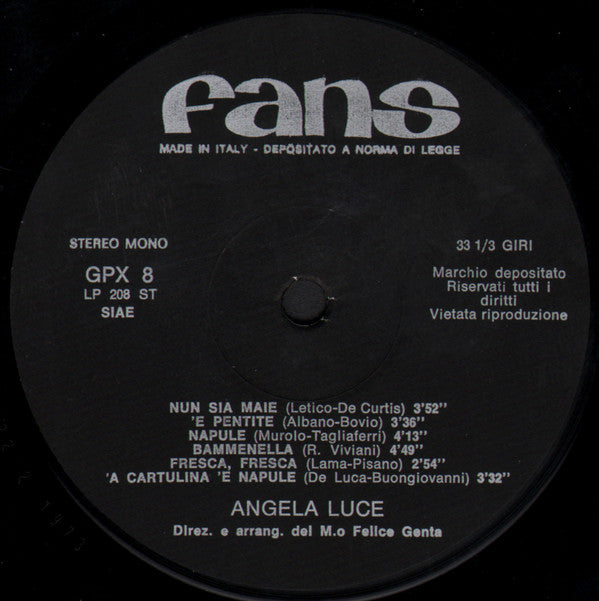 fans
MADE IN ITALY - DEPOSITATO A NORMA DI LEGGE
STEREO MONO
GPX 8
LP 208 ST
SIAE
33 1/3 GIRI
Marchio depositato
Riservati tutti i
diritti
Vietata riproduzione
NUN SIA MAIE (Letico-De Curtis) 3'52"
'E PENTITE (Albano-Bovio) 3'36"
NAPULE (Murolo-Tagliaferri) 4'13"
BAMMENELLA (R. Viviani) 4'49"
FRESCA, FRESCA (Lama-Pisano) 2'54"
'A CARTULINA 'E NAPULE (De Luca-Buongiovanni) 3'32"
ANGELA LUCE
Direz. e arrang. del M.o Felice Genta